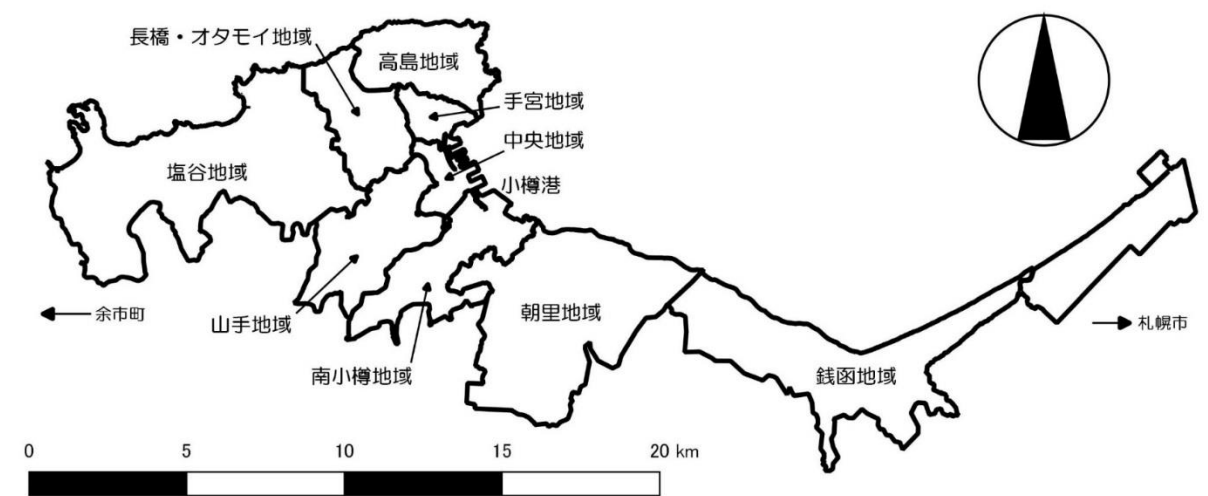 長橋・オタモイ地域
高島地域
手宮地域
中央地域
塩谷地域
小樽港
余市町
山手地域
朝里地域
札幌市
南小樽地域
銭函地域
0 5 10 15 20 km